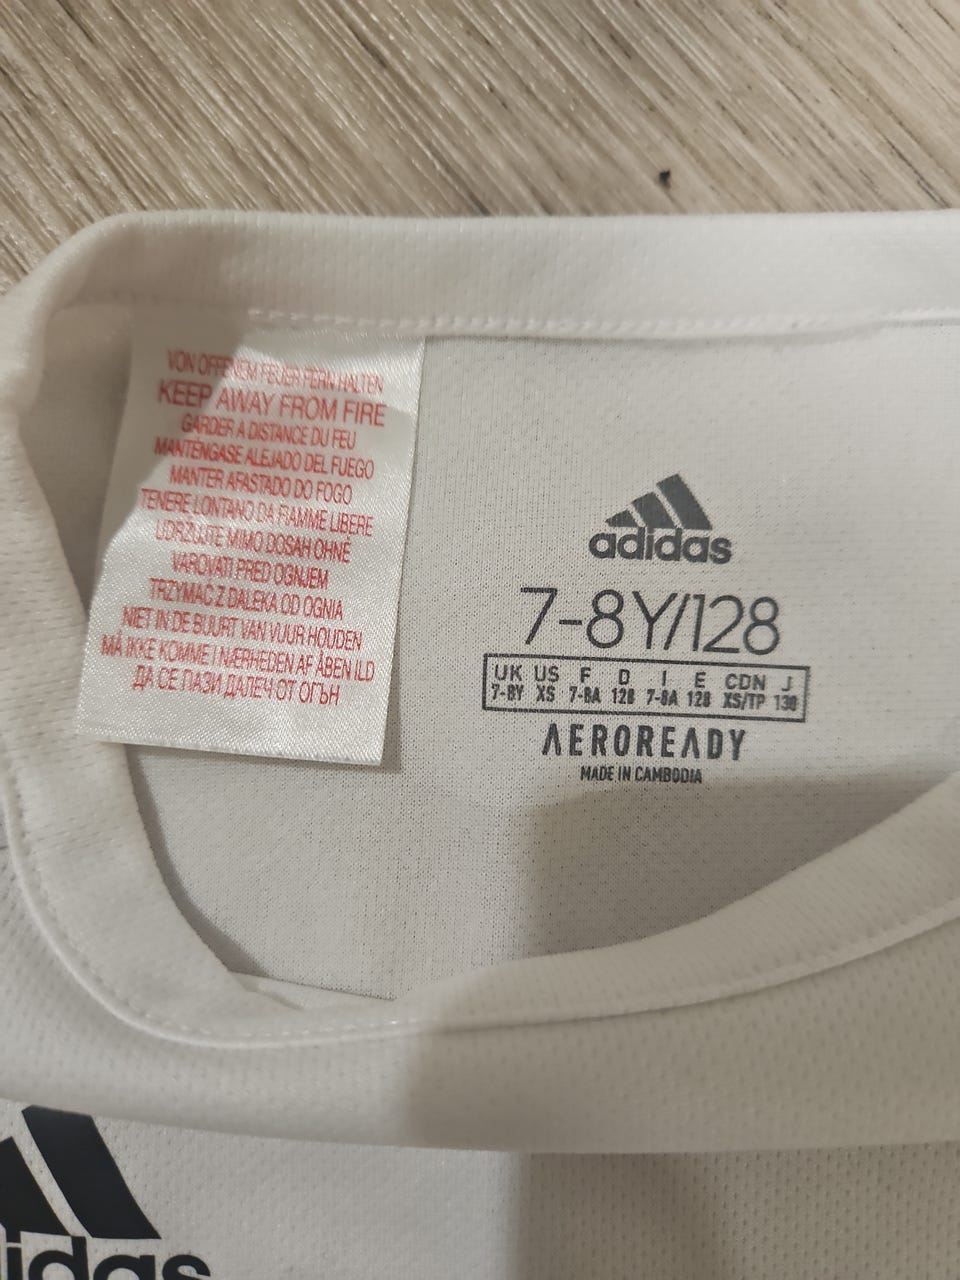 VON OFFENEM FEUER FERN HALTEN
KEEP AWAY FROM FIRE
GARDER A DISTANCE DU FEU
MANTÉNGASE ALEJADO DEL FUEGO
MANTER AFASTADO DO FOGO
TENERE LONTANO DA FIAMME LIBERE
UDRŽUJTE MIMO DOSAH OHNĚ
VAROVATI PRED OGNJEM
TRZYMAĆ Z DALEKA OD OGNIA
NIET IN DE BUURT VAN VUUR HOUDEN
MÅ IKKE KOMME I NÆRHEDEN AF ÅBEN ILD
ДА СЕ ПАЗИ ДАЛЕЧ ОТ ОГЪН
adidas
7-8Y/128
UK US F D I E CDN J
7-8Y XS 7-8A 128 7-8A 128 XS/TP 130
AEROREADY
MADE IN CAMBODIA
adidas